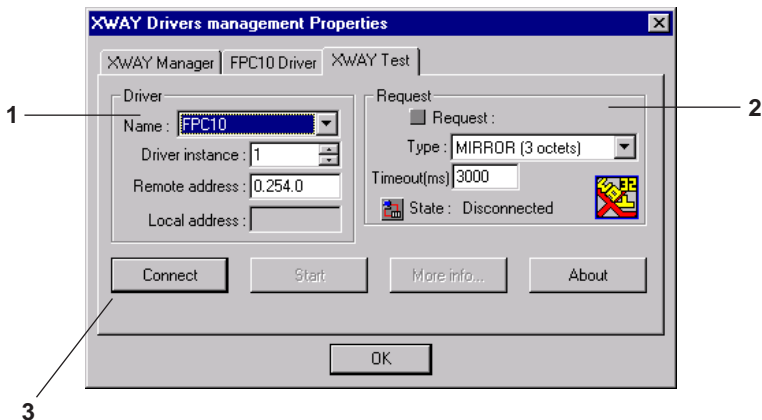 XWAY Drivers management Properties
XWAY Manager
FPC10 Driver
XWAY Test
Driver
Name : FPC10
Driver instance : 1
Remote address : 0.254.0
Local address :
Request
Request :
Type : MIRROR (3 octets)
Timeout(ms) 3000
State : Disconnected
32
Connect
Start
More info...
About
OK
1
2
3